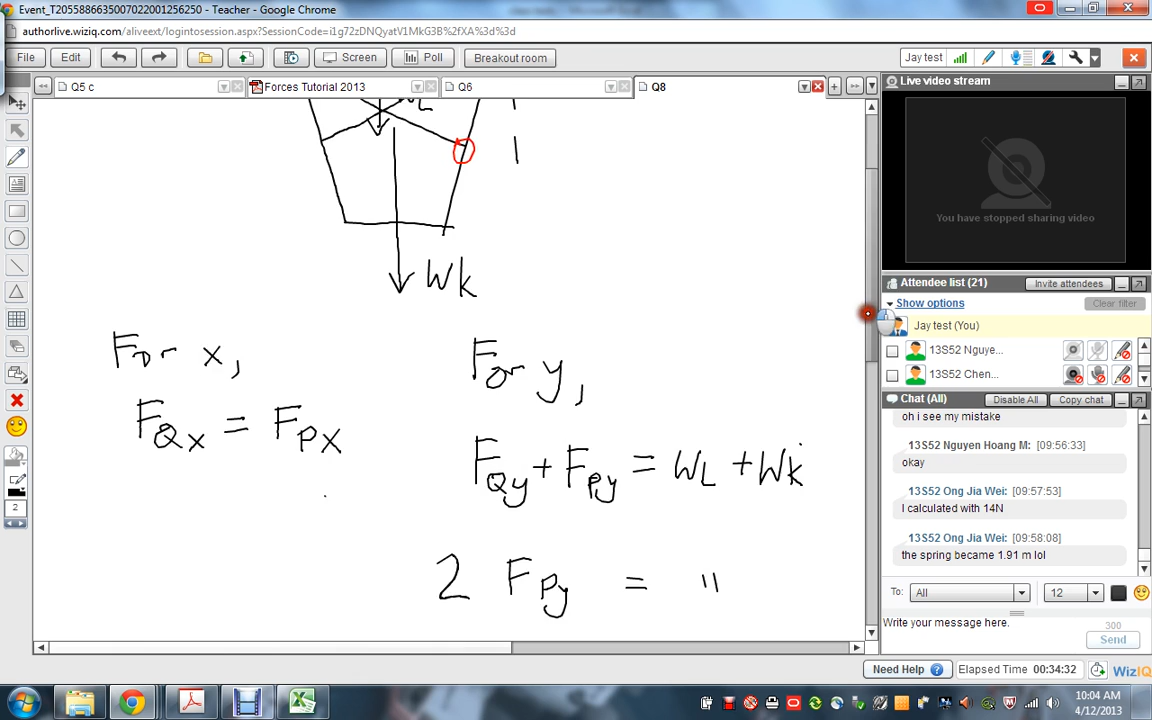 Event_T20558866350070220012​56250 - Teacher - Google Chrome
authorlive.wiziq.com/aliveext/logintosession.aspx?SessionCode=i1g72zDNQyatV1MkG3B%2fXA%3d%3d
File Edit Screen Poll Breakout room Jay test
Q5 c Forces Tutorial 2013 Q6 Q8
Live video stream
You have stopped sharing video
WL
Wk
For x,
FQx = FPx
For y,
FQy + FPy = WL + Wk
2 FPy = "
2
Attendee list (21) Invite attendees
Show options Clear filter
Jay test (You)
13S52 Nguye...
13S52 Chen...
Chat (All) Disable All Copy chat
oh i see my mistake
13S52 Nguyen Hoang M: [09:56:33]
okay
13S52 Ong Jia Wei: [09:57:53]
I calculated with 14N
13S52 Ong Jia Wei: [09:58:08]
the spring became 1.91 m lol
To: All 12
Write your message here.
300
Send
Need Help ? Elapsed Time 00:34:32 WizIQ
10:04 AM
4/12/2013